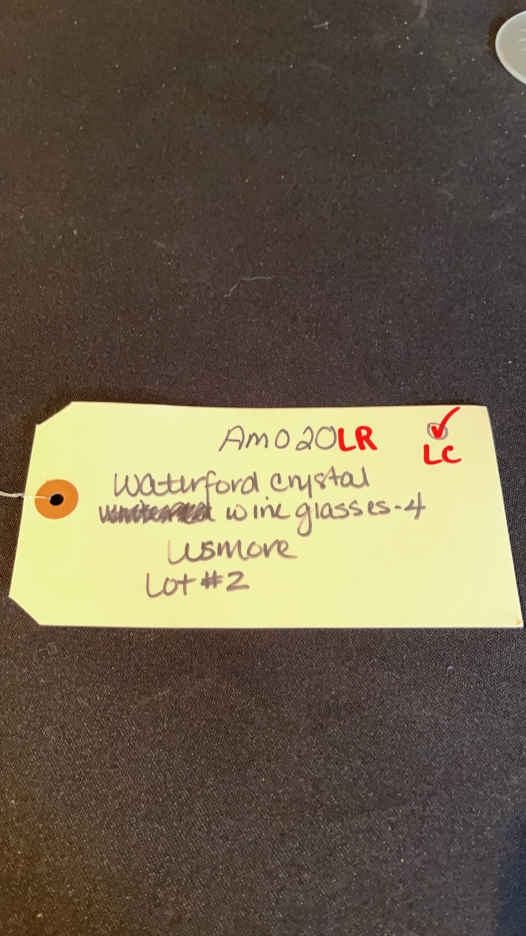 AM020LR
LC
Waterford crystal
wine glasses-4
Lismore
Lot #2